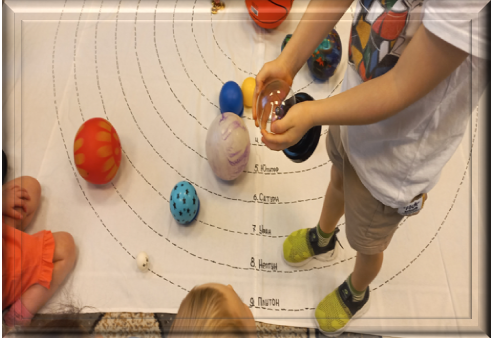 5. Юпитер
6. Сатурн
7. Уран
8. Нептун
9. Плутон